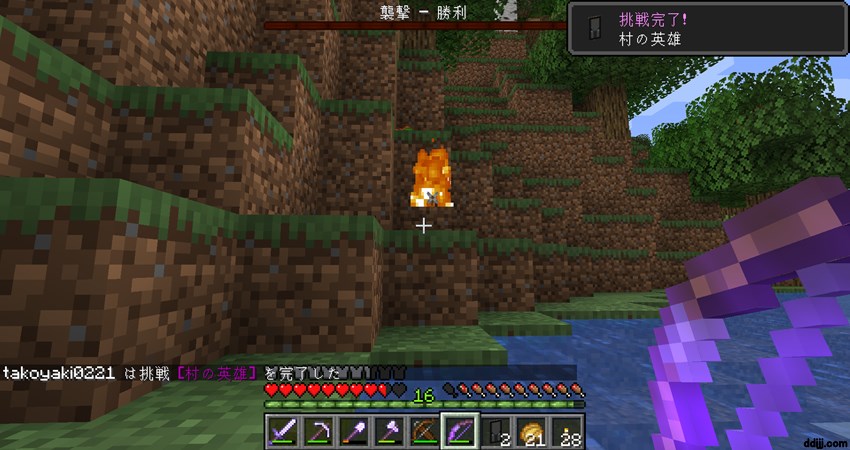 襲撃 - 勝利
挑戦完了!
村の英雄
takoyaki0221 は挑戦 [村の英雄] を完了した
16
2 21 28
ddjjj.com